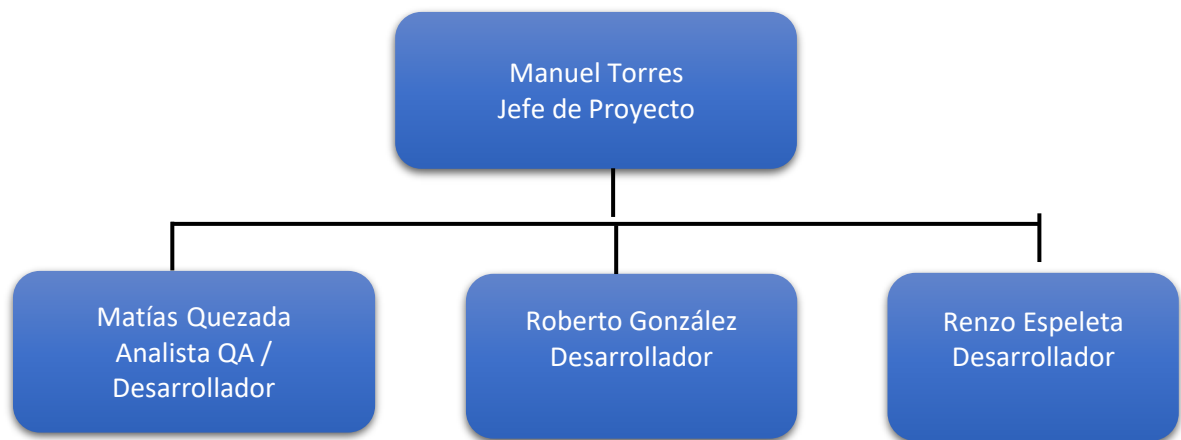 Manuel Torres
Jefe de Proyecto
Matías Quezada
Analista QA /
Desarrollador
Roberto González
Desarrollador
Renzo Espeleta
Desarrollador